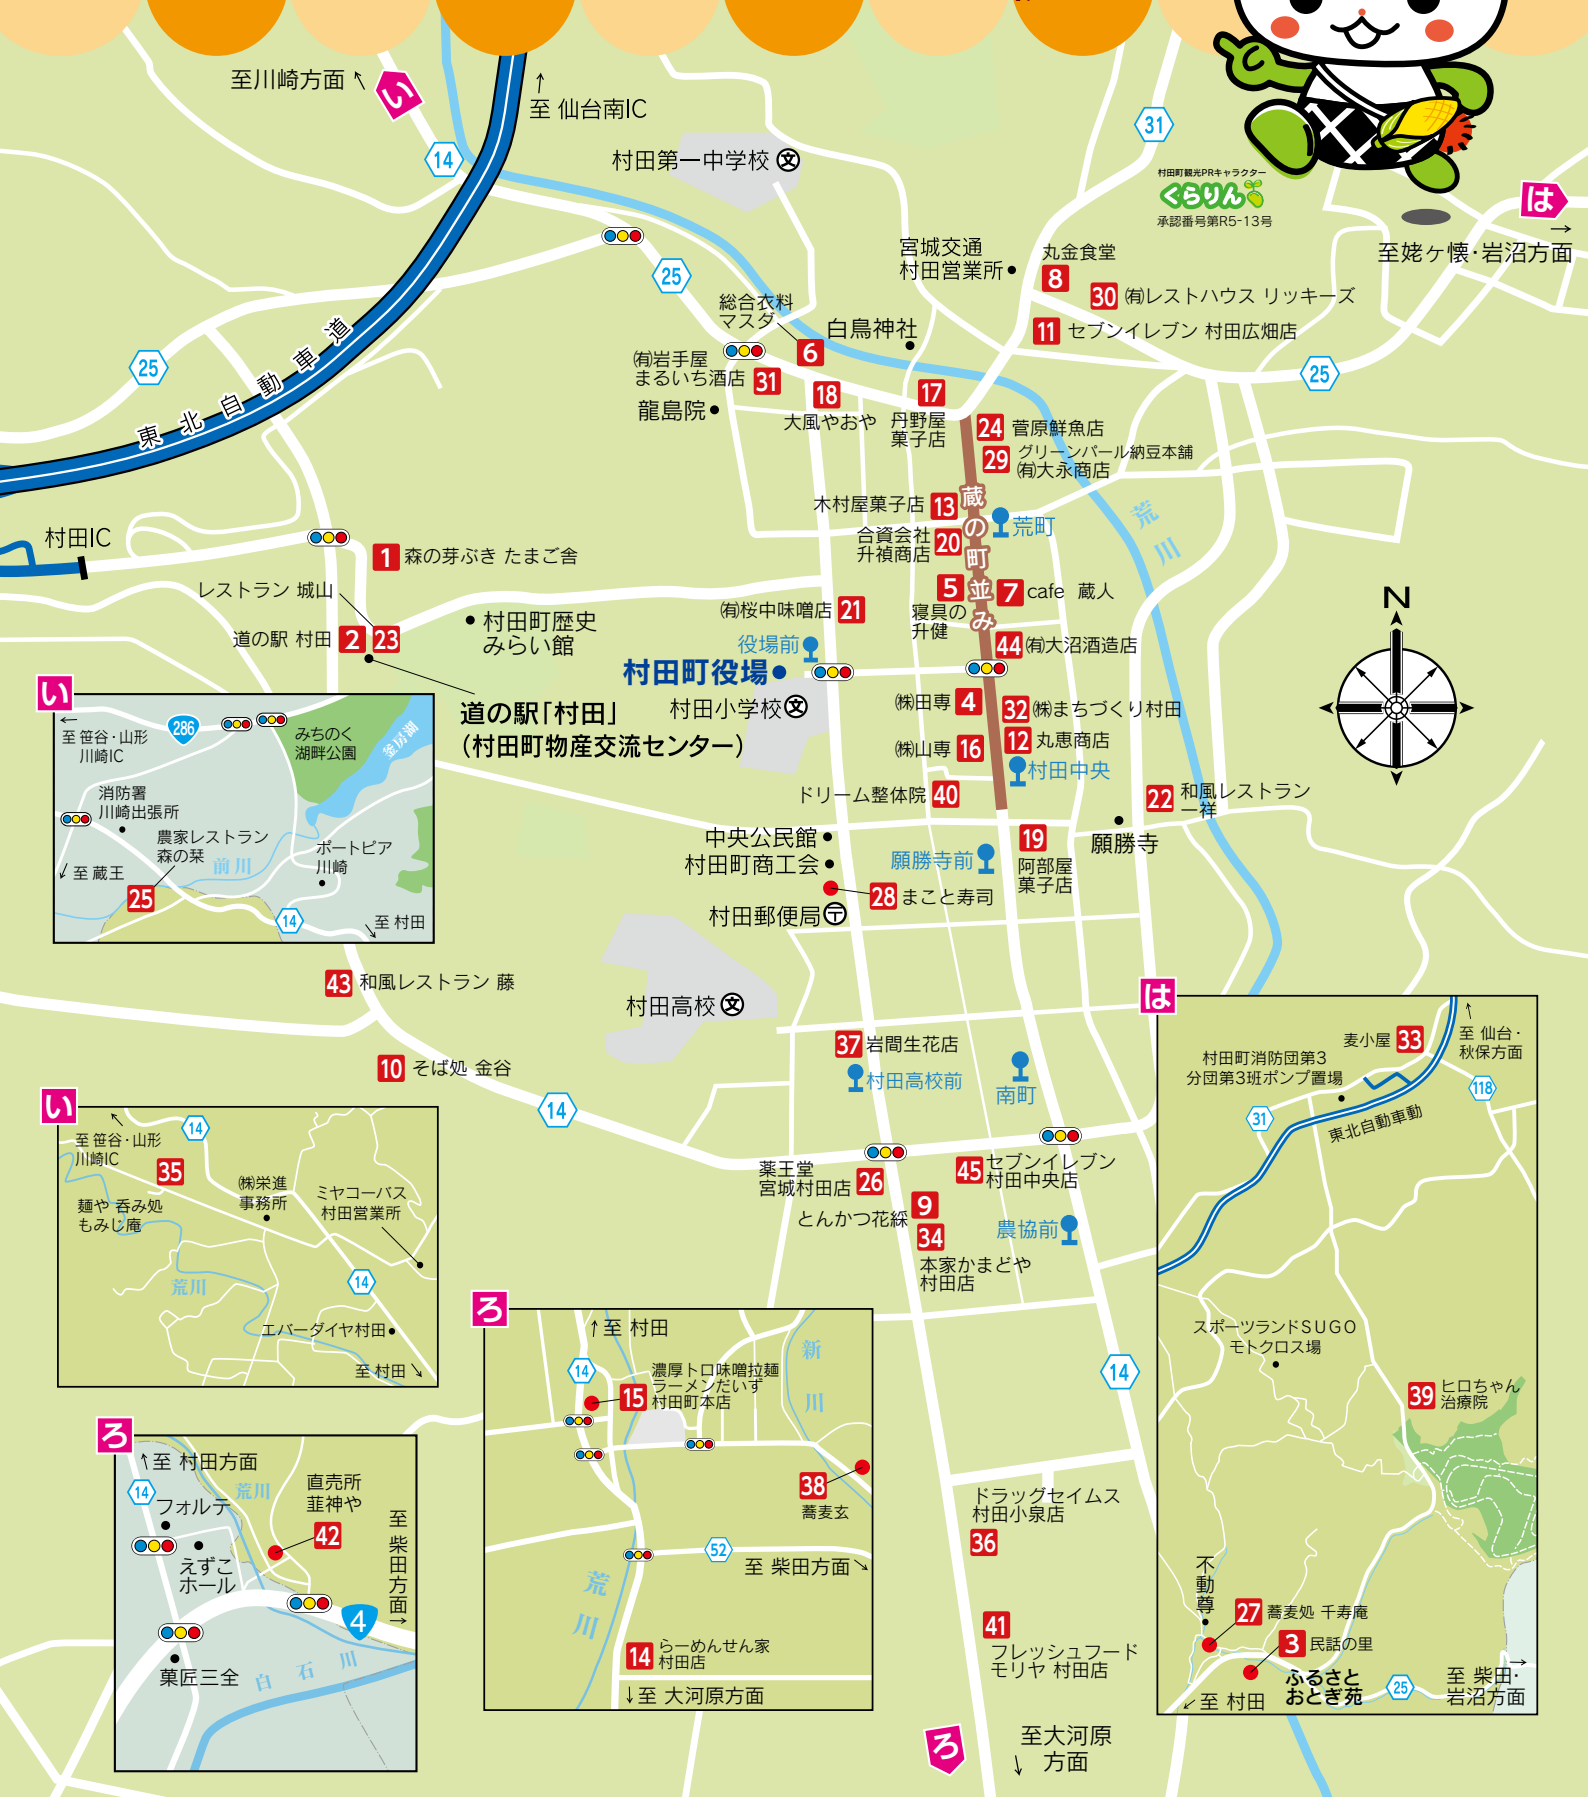 至川崎方面
い
至 仙台南IC
14
村田第一中学校
文
31
村田町観光PRキャラクター
くらりん
承認番号第R5-13号
は
至姥ヶ懐・岩沼方面
25
宮城交通
村田営業所
丸金食堂
8
30 ㈲レストハウス リッキーズ
11 セブンイレブン 村田広畑店
総合衣料
マスダ
6
白鳥神社
㈲岩手屋
まるいち酒店 31
龍島院
18
大風やおや
17
丹野屋
菓子店
25
25
東北自動車道
24 菅原鮮魚店
29 グリーンパール納豆本舗
㈲大永商店
木村屋菓子店 13
蔵の町並み
荒町
荒川
合資会社
升禎商店 20
5
寝具の
升健
7 cafe 蔵人
村田IC
1 森の芽ぶき たまご舎
レストラン 城山
道の駅 村田 2 23
村田町歴史
みらい館
㈲桜中味噌店 21
役場前
村田町役場
44 ㈲大沼酒造店
N
道の駅「村田」
(村田町物産交流センター)
村田小学校
文
㈱田専 4
32 ㈱まちづくり村田
㈱山専 16
12 丸恵商店
村田中央
ドリーム整体院 40
22 和風レストラン
一祥
願勝寺
中央公民館
村田町商工会
願勝寺前
19
阿部屋
菓子店
28 まこと寿司
村田郵便局
〒
い
至 笹谷・山形
川崎IC
286
みちのく
湖畔公園
釜房湖
消防署
川崎出張所
農家レストラン
森の栞
前川
ポートピア
川崎
至 蔵王
25
14
至 村田
43 和風レストラン 藤
村田高校
文
10 そば処 金谷
37 岩間生花店
村田高校前
南町
14
い
至 笹谷・山形
川崎IC
14
35
麺や 呑み処
もみじ庵
㈱栄進
事務所
ミヤコーバス
村田営業所
荒川
14
エバーダイヤ村田
至 村田
薬王堂
宮城村田店 26
45 セブンイレブン
村田中央店
とんかつ花綵 9
34
本家かまどや
村田店
農協前
14
は
麦小屋 33
至 仙台・
秋保方面
村田町消防団第3
分団第3班ポンプ置場
118
31
東北自動車動
スポーツランドSUGO
モトクロス場
39 ヒロちゃん
治療院
不動尊
27 蕎麦処 千寿庵
3 民話の里
ふるさと
おとぎ苑
至 村田
25
至 柴田・
岩沼方面
ろ
至 村田
14
新川
15 濃厚トロ味噌拉麺
ラーメンだいず
村田町本店
38
蕎麦玄
52
至 柴田方面
荒川
14 らーめんせん家
村田店
至 大河原方面
ろ
至 村田方面
14
荒川
直売所
韮神や
フォルテ
42
えずこ
ホール
至 柴田方面
4
菓匠三全
白石川
ドラッグセイムス
村田小泉店
36
41
フレッシュフード
モリヤ 村田店
ろ
至大河原
方面